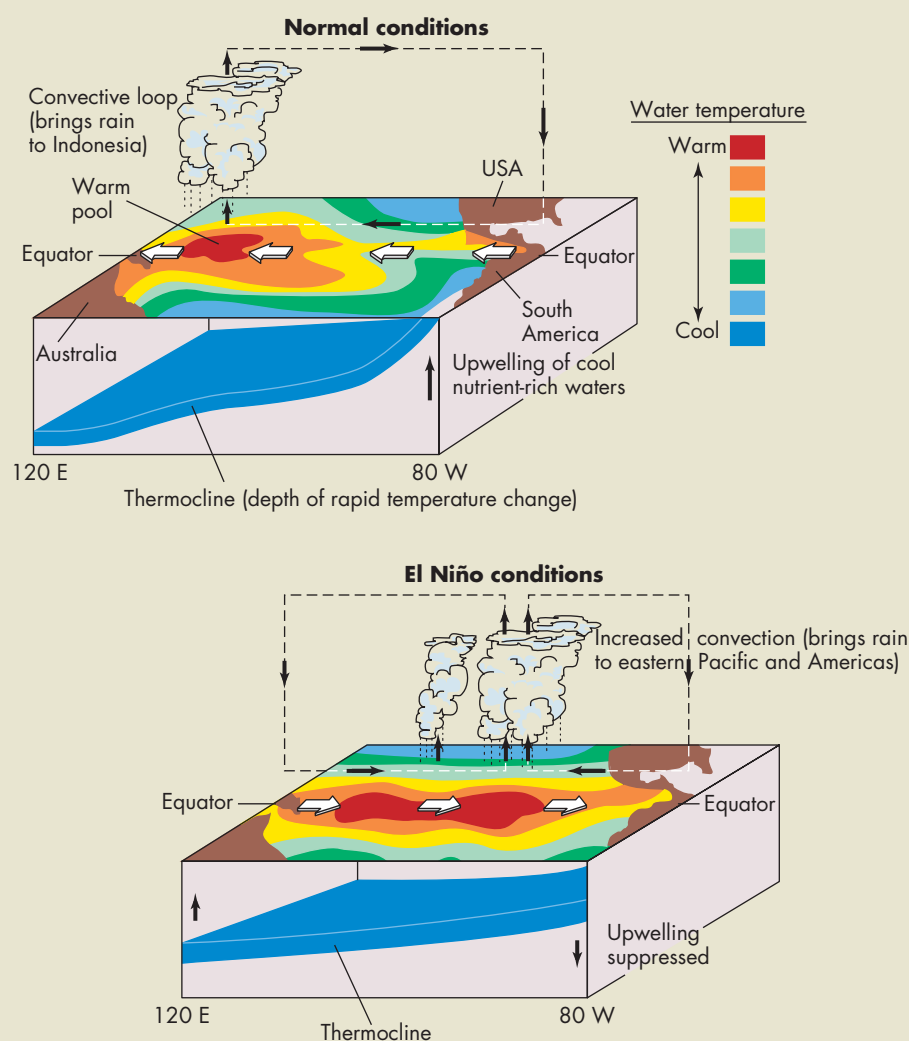 Normal conditions
Convective loop
(brings rain
to Indonesia)
Water temperature
Warm
Cool
USA
Warm
pool
Equator
Equator
South
America
Australia
Upwelling of cool
nutrient-rich waters
120 E
80 W
Thermocline (depth of rapid temperature change)
El Niño conditions
Increased convection (brings rain
to eastern Pacific and Americas)
Equator
Equator
Upwelling
suppressed
120 E
80 W
Thermocline